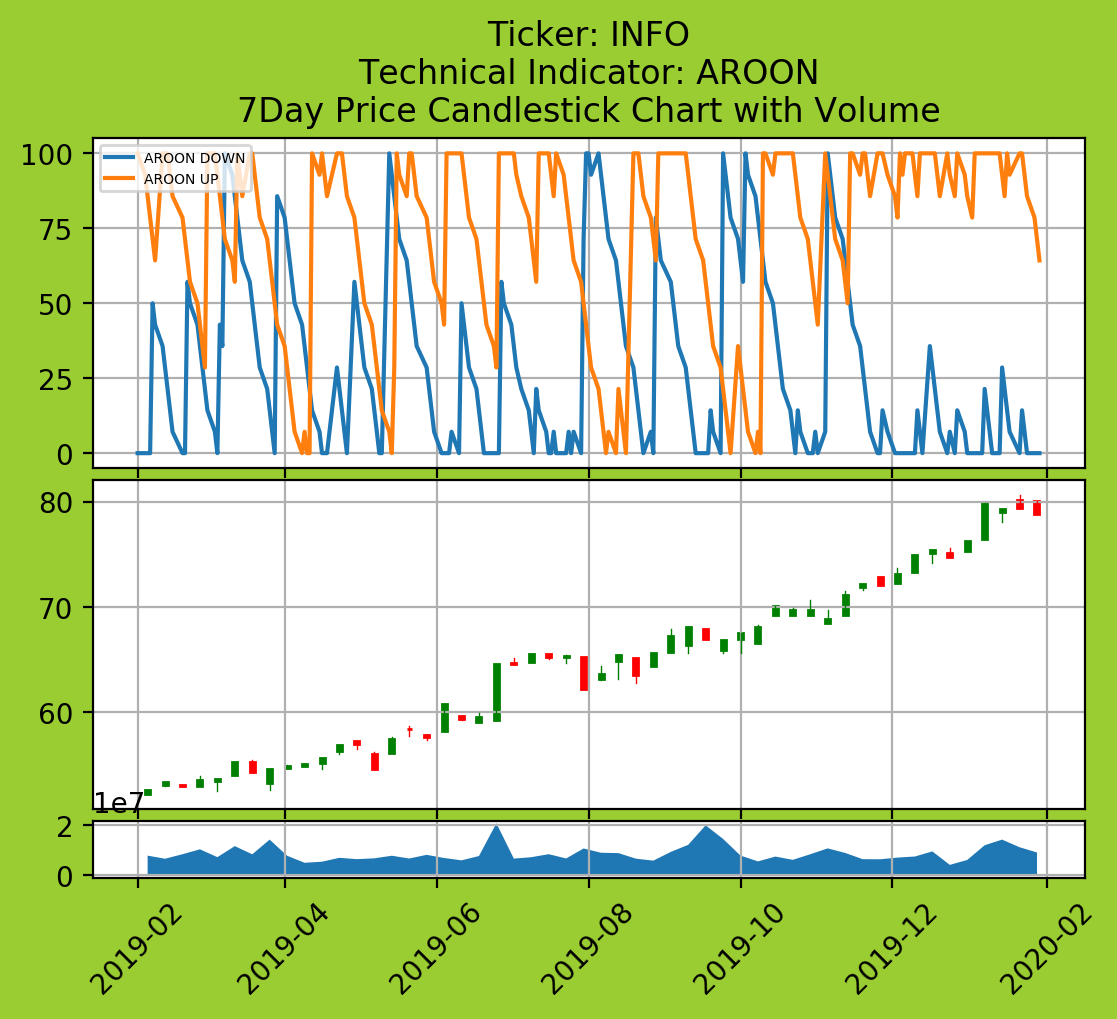 Ticker: INFO
Technical Indicator: AROON
7Day Price Candlestick Chart with Volume
100
75
50
25
0
AROON DOWN
AROON UP
80
70
60
1e7
2
0
2019-02
2019-04
2019-06
2019-08
2019-10
2019-12
2020-02